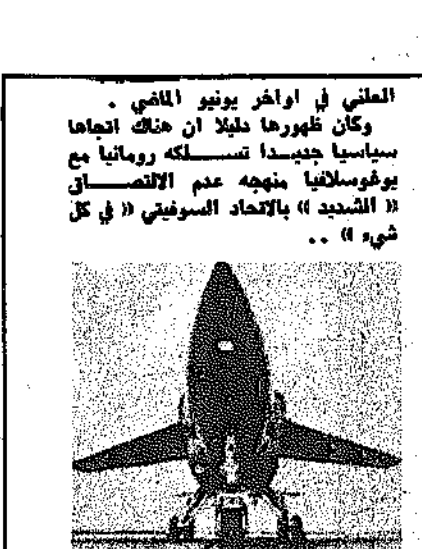 العلني في اواخر يونيو الماضي .
وكان ظهورها دليلا ان هناك اتجاها
سياسيا جديدا تسلكه رومانيا مع
يوغوسلافيا منهجه عدم الالتصاق
(( الشديد )) بالاتحاد السوفيتي (( في كل
شيء )) . .